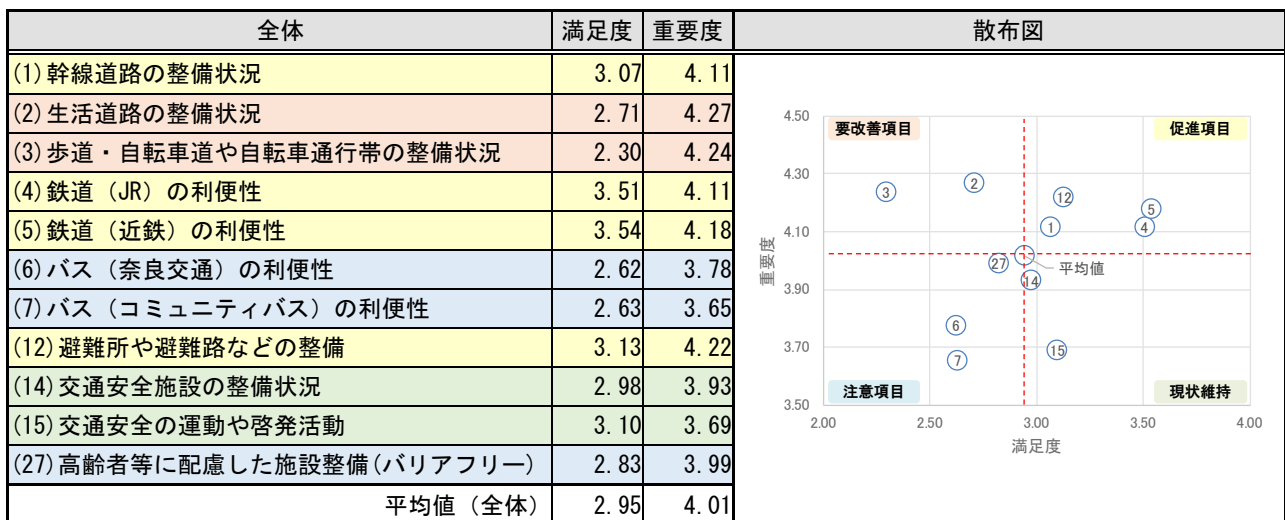 全体 満足度 重要度 散布図
(1)幹線道路の整備状況 3.07 4.11
(2)生活道路の整備状況 2.71 4.27
(3)歩道・自転車道や自転車通行帯の整備状況 2.30 4.24
(4)鉄道（JR）の利便性 3.51 4.11
(5)鉄道（近鉄）の利便性 3.54 4.18
(6)バス（奈良交通）の利便性 2.62 3.78
(7)バス（コミュニティバス）の利便性 2.63 3.65
(12)避難所や避難路などの整備 3.13 4.22
(14)交通安全施設の整備状況 2.98 3.93
(15)交通安全の運動や啓発活動 3.10 3.69
(27)高齢者等に配慮した施設整備(バリアフリー) 2.83 3.99
平均値（全体） 2.95 4.01
4.50
要改善項目 促進項目
4.30
3 2 12 5
4.10
1 4
重要度
27 平均値
3.90
14
6
3.70
7 15
注意項目 現状維持
3.50
2.00 2.50 3.00 3.50 4.00
満足度